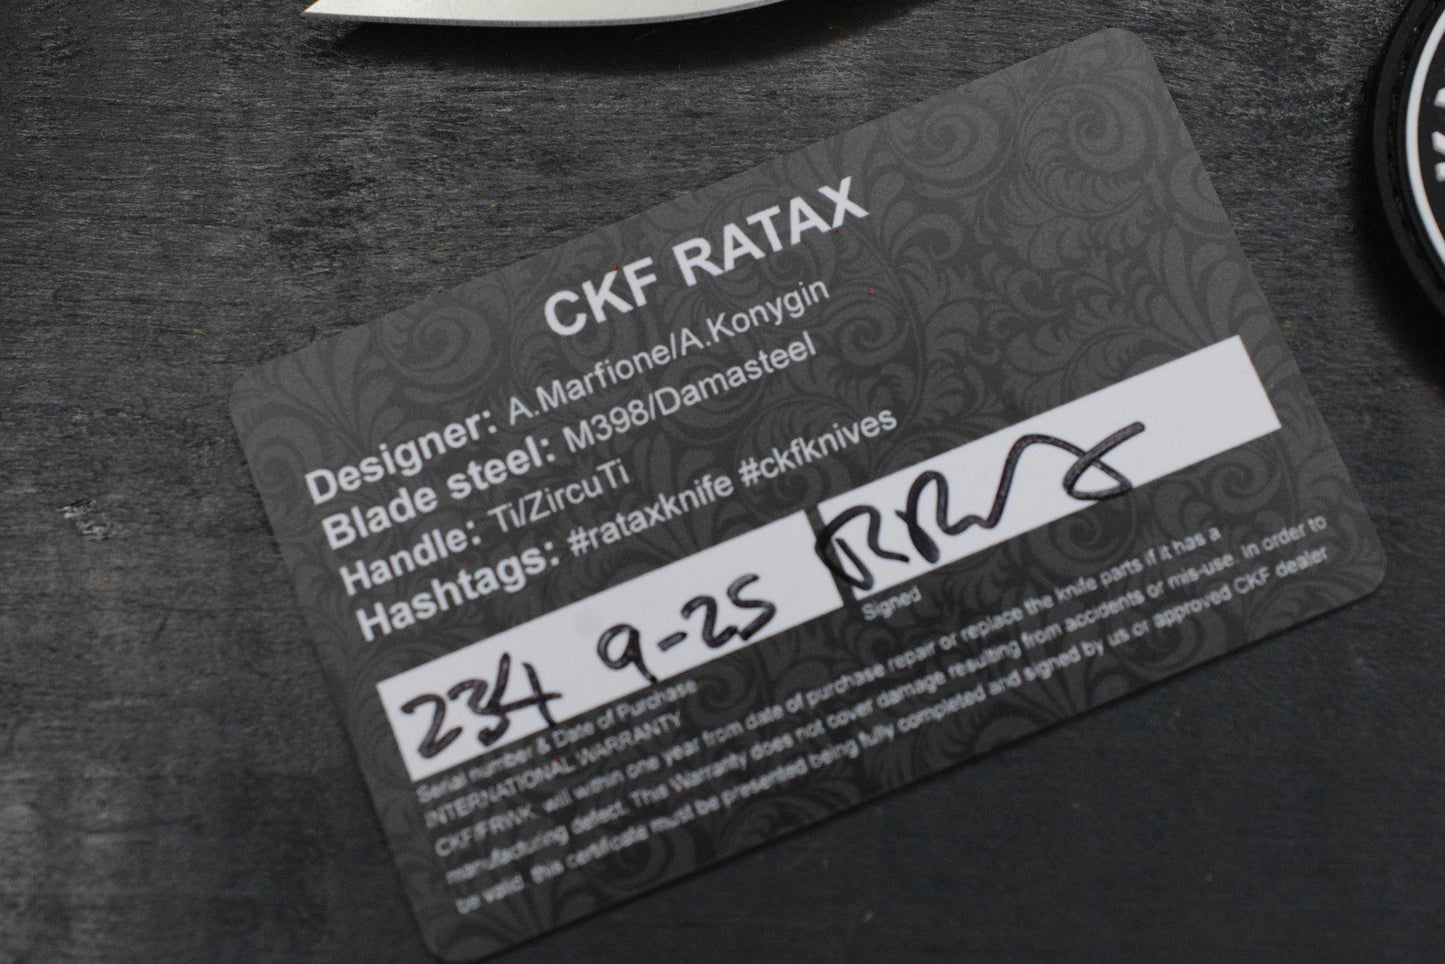 CKF RATAX
Designer: A.Marfione/A.Konygin
Blade steel: M398/Damasteel
Handle: Ti/ZircuTi
Hashtags: #rataxknife #ckfknives
234 9-25
Serial number & Date of Purchase
Signed
INTERNATIONAL WARRANTY
CKF/FRWK will within one year from date of purchase repair or replace the knife parts if it has a
manufacturing defect. This Warranty does not cover damage resulting from accidents or mis-use. In order to
be valid, this certificate must be presented being fully completed and signed by us or approved CKF dealer